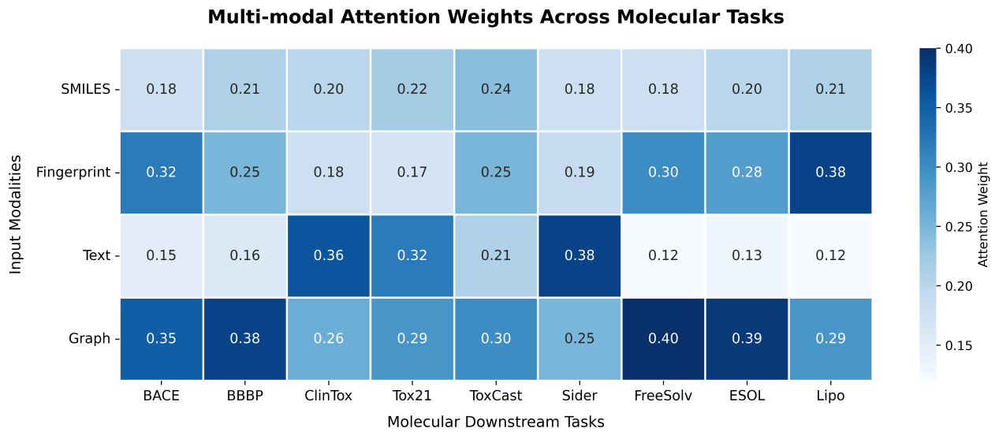 Multi-modal Attention Weights Across Molecular Tasks
SMILES 0.18 0.21 0.20 0.22 0.24 0.18 0.18 0.20 0.21
Fingerprint 0.32 0.25 0.18 0.17 0.25 0.19 0.30 0.28 0.38
Text 0.15 0.16 0.36 0.32 0.21 0.38 0.12 0.13 0.12
Graph 0.35 0.38 0.26 0.29 0.30 0.25 0.40 0.39 0.29
BACE BBBP ClinTox Tox21 ToxCast Sider FreeSolv ESOL Lipo
Molecular Downstream Tasks
Input Modalities
0.40
0.35
0.30
0.25
0.20
0.15
Attention Weight